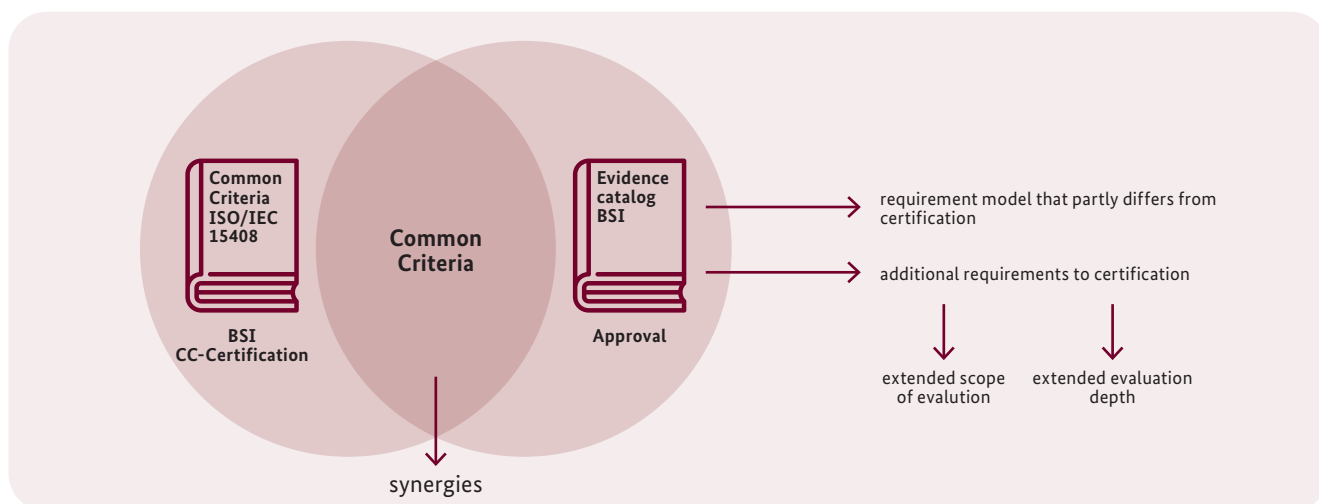 Common
Criteria
ISO/IEC
15408
BSI
CC-Certification
Common
Criteria
synergies
Evidence
catalog
BSI
Approval
requirement model that partly differs from
certification
additional requirements to certification
extended scope
of evalution
extended evaluation
depth